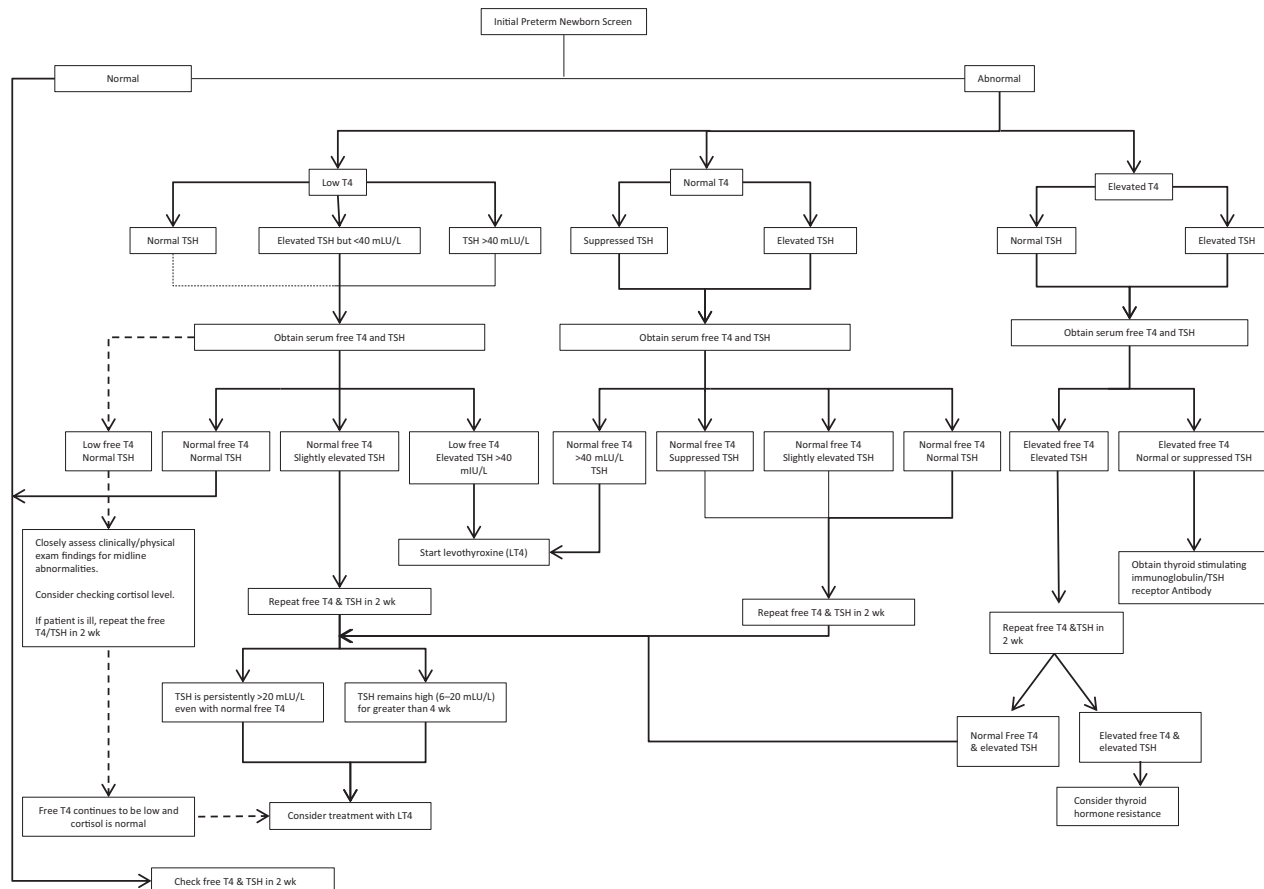 Initial Preterm Newborn Screen
Normal
Abnormal
Low T4
Normal T4
Elevated T4
Normal TSH
Elevated TSH but <40 mLU/L
TSH >40 mLU/L
Suppressed TSH
Elevated TSH
Normal TSH
Elevated TSH
Obtain serum free T4 and TSH
Obtain serum free T4 and TSH
Obtain serum free T4 and TSH
Low free T4
Normal TSH
Normal free T4
Normal TSH
Normal free T4
Slightly elevated TSH
Low free T4
Elevated TSH >40
mIU/L
Normal free T4
>40 mLU/L
TSH
Normal free T4
Suppressed TSH
Normal free T4
Slightly elevated TSH
Normal free T4
Normal TSH
Elevated free T4
Elevated TSH
Elevated free T4
Normal or suppressed TSH
Closely assess clinically/physical
exam findings for midline
abnormalities.
Consider checking cortisol level.
If patient is ill, repeat the free
T4/TSH in 2 wk
Start levothyroxine (LT4)
Obtain thyroid stimulating
immunoglobulin/TSH
receptor Antibody
Repeat free T4 & TSH in 2 wk
Repeat free T4 & TSH in 2 wk
Repeat free T4 &TSH in
2 wk
TSH is persistently >20 mLU/L
even with normal free T4
TSH remains high (6–20 mLU/L)
for greater than 4 wk
Normal Free T4
& elevated TSH
Elevated free T4 &
elevated TSH
Free T4 continues to be low and
cortisol is normal
Consider treatment with LT4
Consider thyroid
hormone resistance
Check free T4 & TSH in 2 wk